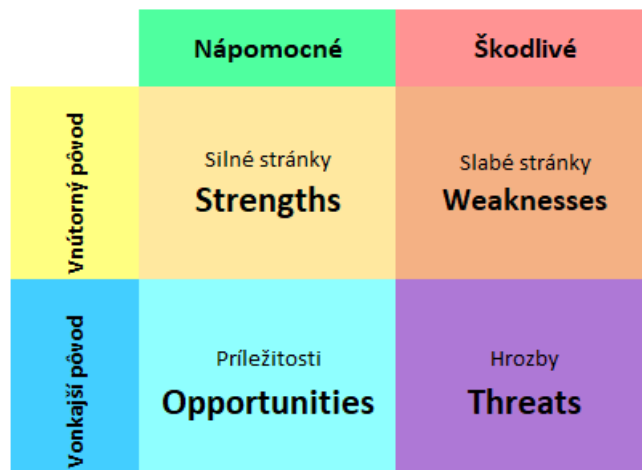 Nápomocné
Škodlivé
Vnútorný pôvod
Silné stránky
Strengths
Slabé stránky
Weaknesses
Vonkajší pôvod
Príležitosti
Opportunities
Hrozby
Threats